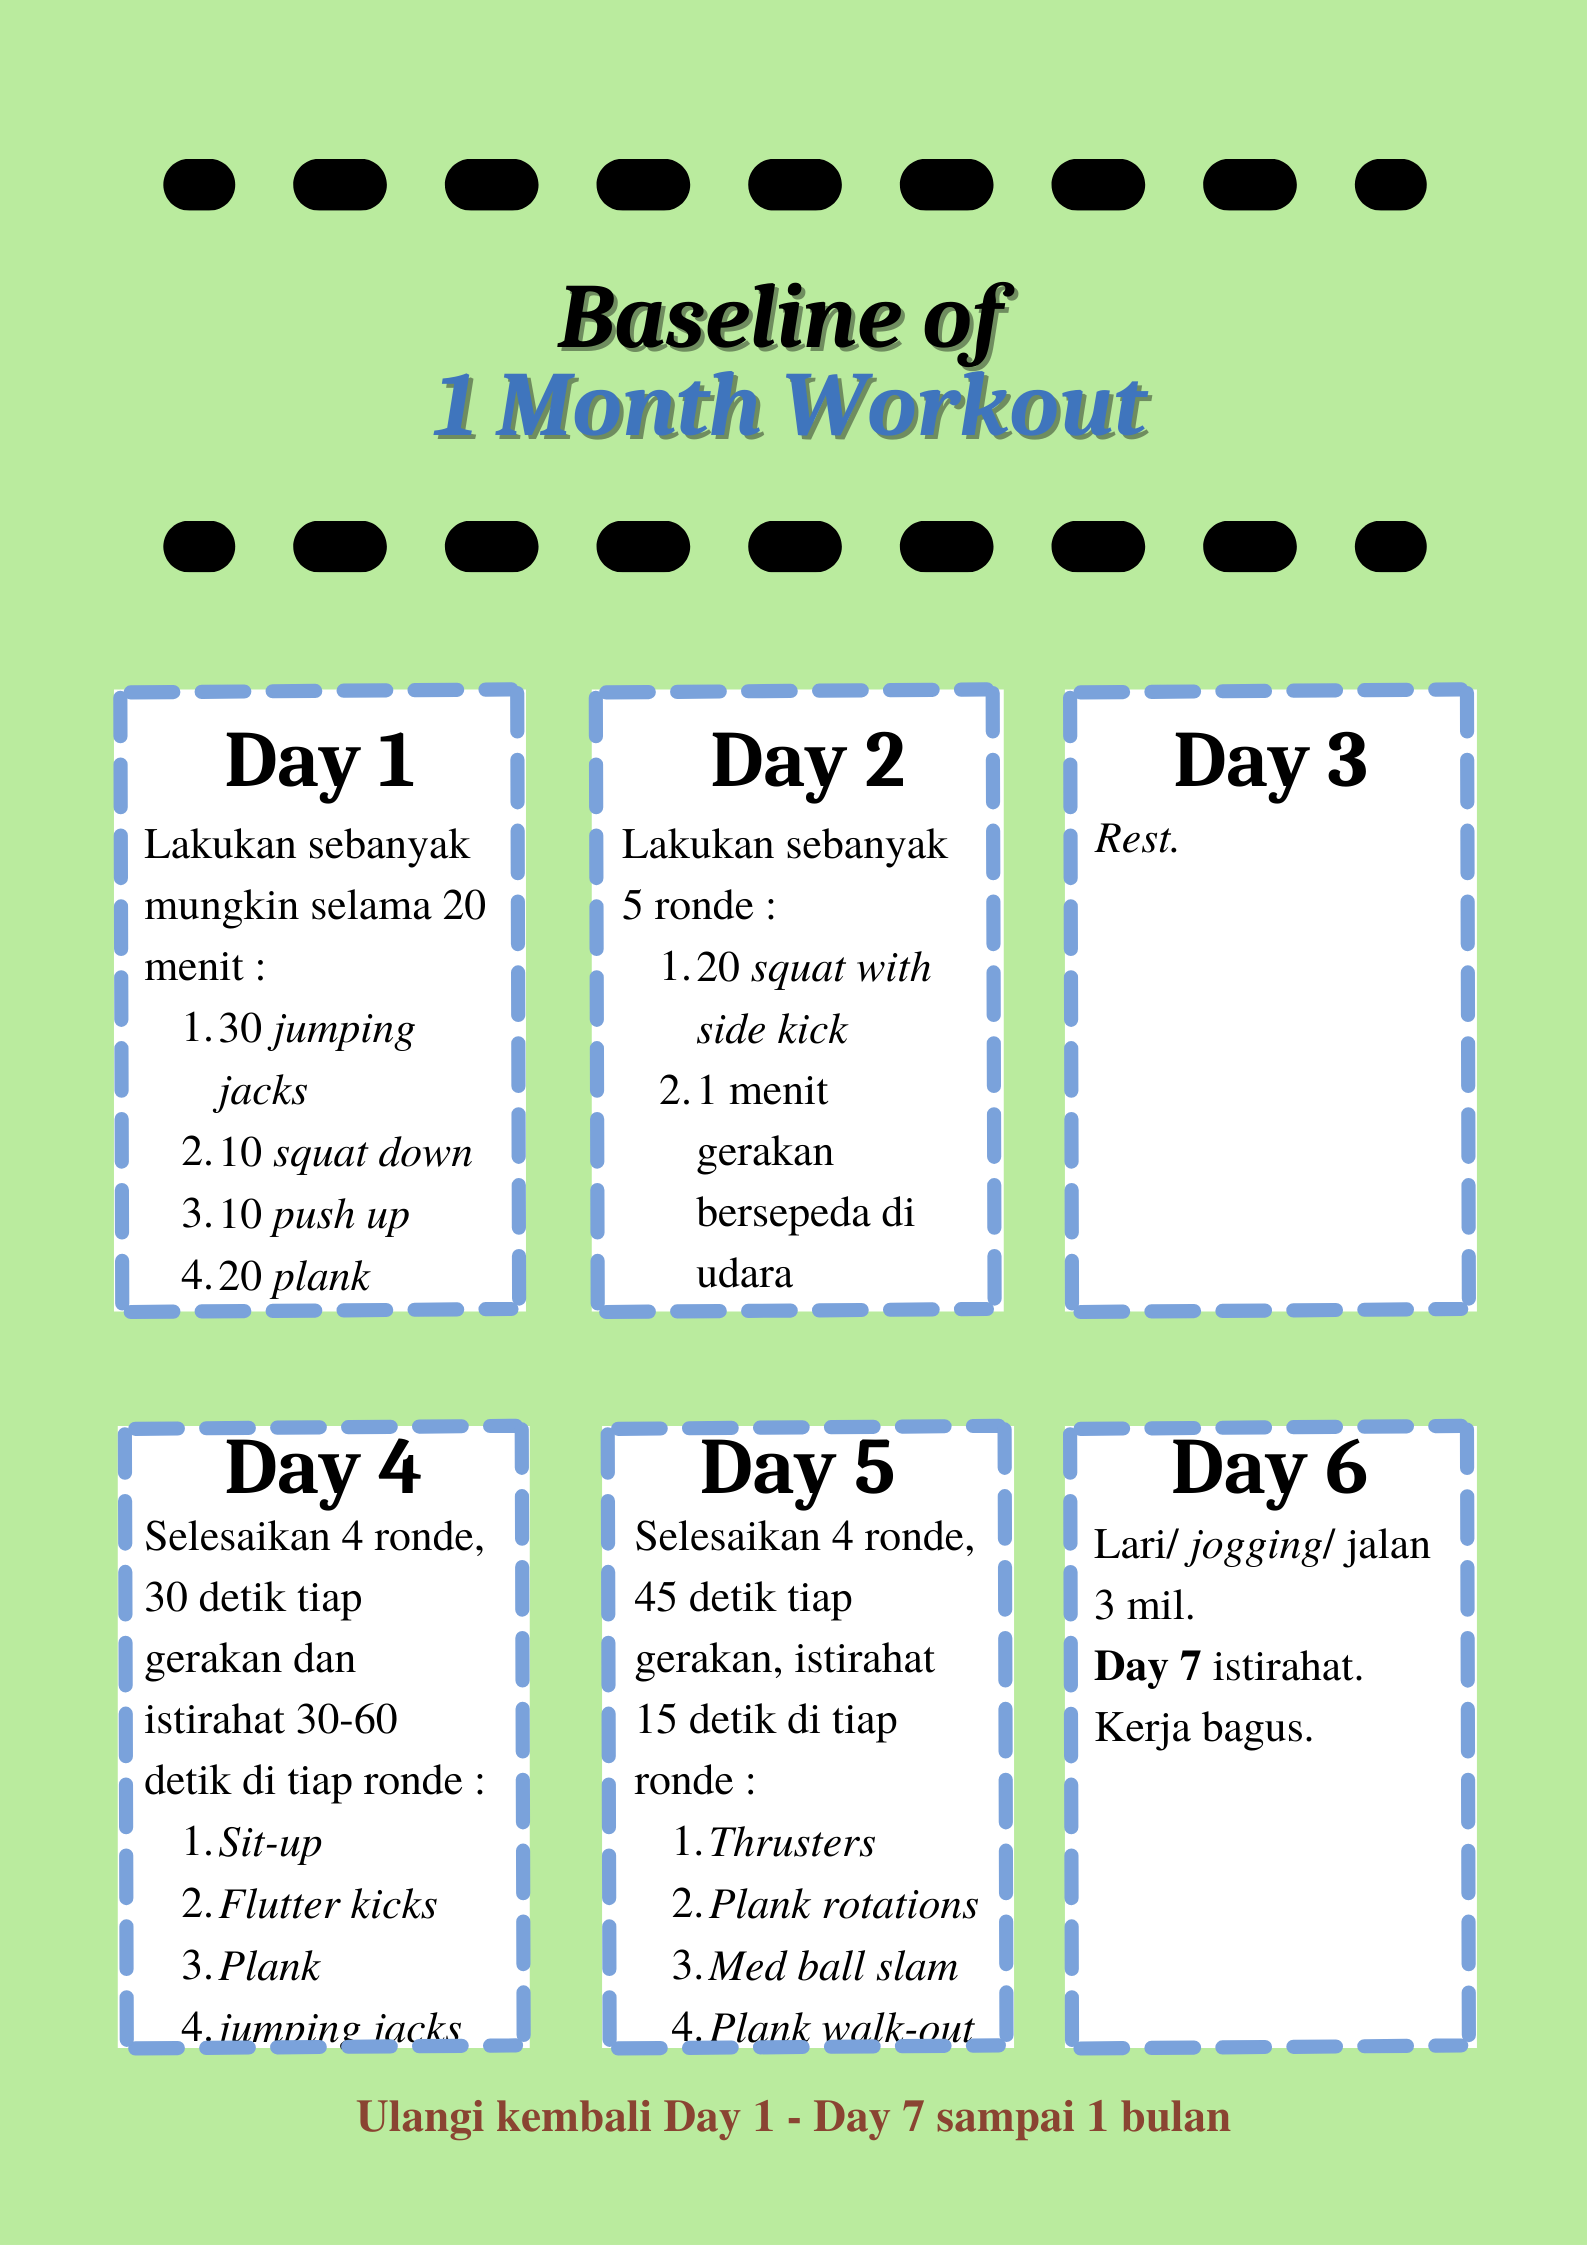 Baseline of
1 Month Workout
Day 1
Lakukan sebanyak
mungkin selama 20
menit :
1. 30 jumping
jacks
2. 10 squat down
3. 10 push up
4. 20 plank
Day 2
Lakukan sebanyak
5 ronde :
1. 20 squat with
side kick
2. 1 menit
gerakan
bersepeda di
udara
Day 3
Rest.
Day 4
Selesaikan 4 ronde,
30 detik tiap
gerakan dan
istirahat 30-60
detik di tiap ronde :
1. Sit-up
2. Flutter kicks
3. Plank
4. jumping jacks
Day 5
Selesaikan 4 ronde,
45 detik tiap
gerakan, istirahat
15 detik di tiap
ronde :
1. Thrusters
2. Plank rotations
3. Med ball slam
4. Plank walk-out
Day 6
Lari/ jogging/ jalan
3 mil.
Day 7 istirahat.
Kerja bagus.
Ulangi kembali Day 1 - Day 7 sampai 1 bulan